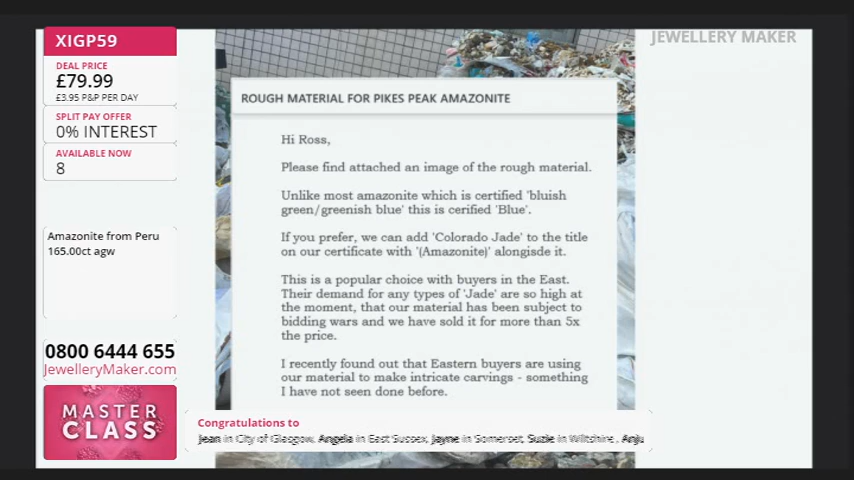 XIGP59
DEAL PRICE
£79.99
£3.95 P&P PER DAY
SPLIT PAY OFFER
0% INTEREST
AVAILABLE NOW
8
Amazonite from Peru
165.00ct agw
0800 6444 655
JewelleryMaker.com
MASTER
CLASS
JEWELLERY MAKER
ROUGH MATERIAL FOR PIKES PEAK AMAZONITE
Hi Ross,
Please find attached an image of the rough material.
Unlike most amazonite which is certified 'bluish
green/greenish blue' this is cerified 'Blue'.
If you prefer, we can add 'Colorado Jade' to the title
on our certificate with '(Amazonite)' alongisde it.
This is a popular choice with buyers in the East.
Their demand for any types of 'Jade' are so high at
the moment, that our material has been subject to
bidding wars and we have sold it for more than 5x
the price.
I recently found out that Eastern buyers are using
our material to make intricate carvings - something
I have not seen done before.
Congratulations to
Jean in City of Glasgow, Angela in East Sussex, Jayne in Somerset, Suzie in Wiltshire, Anju